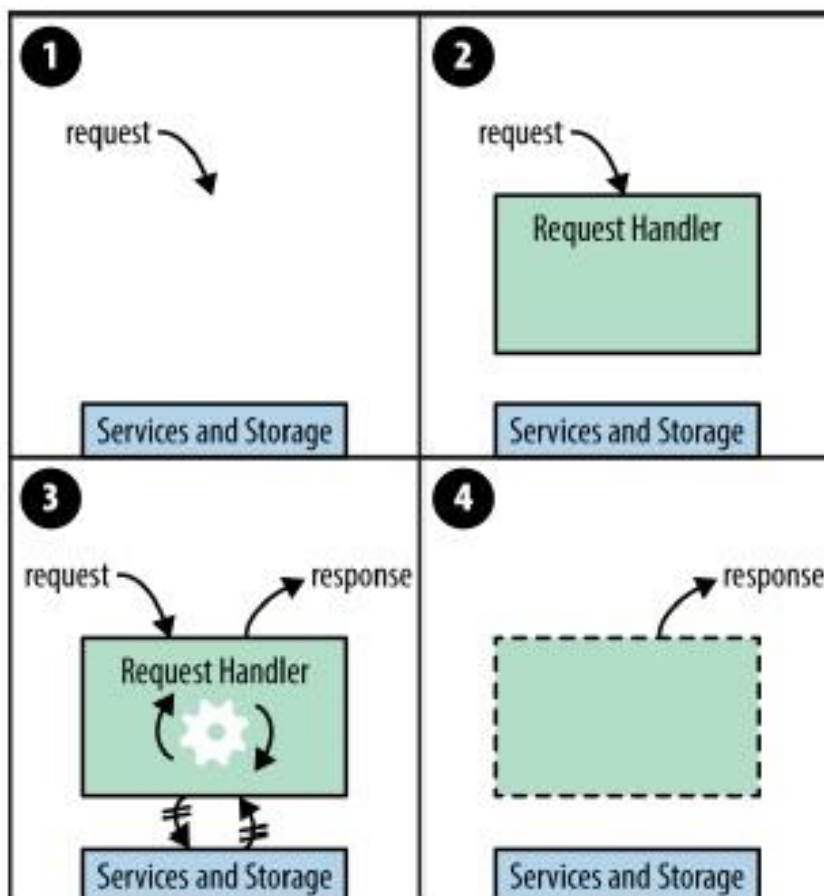 1
request
Services and Storage
2
request
Request Handler
Services and Storage
3
request
response
Request Handler
Services and Storage
4
response
Services and Storage